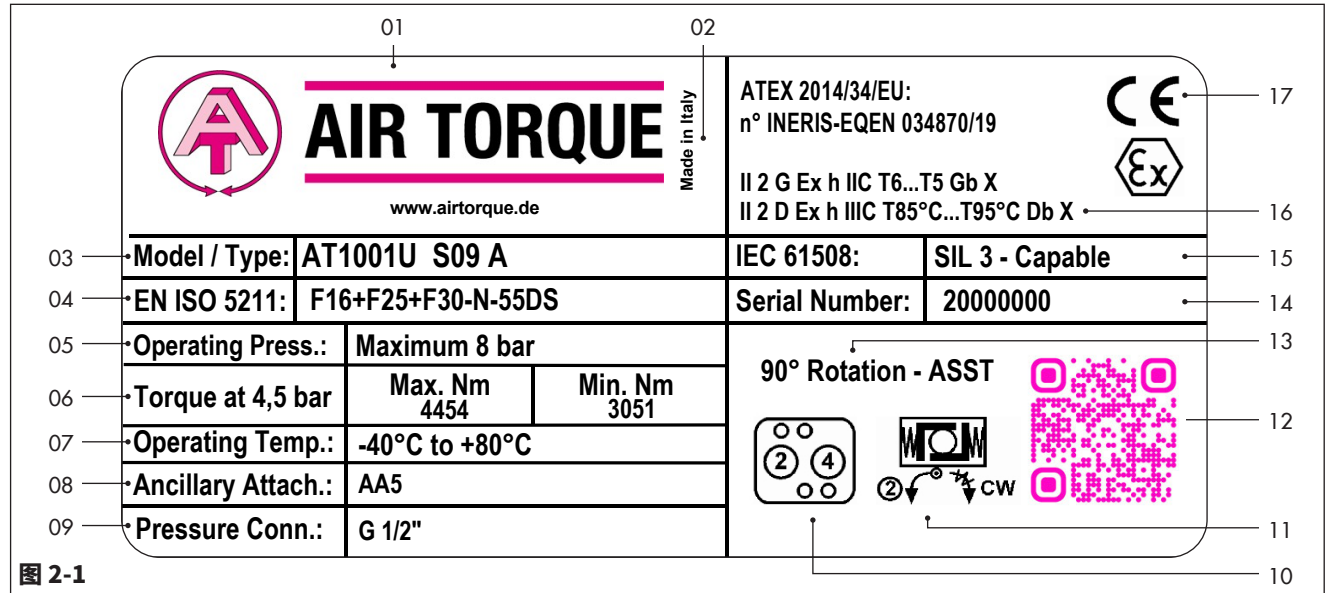 01
02
AT
AIR TORQUE
Made in Italy
www.airtorque.de
ATEX 2014/34/EU:
n° INERIS-EQEN 034870/19
CE
17
II 2 G Ex h IIC T6...T5 Gb X
Ex
II 2 D Ex h IIIC T85°C...T95°C Db X
16
03
Model / Type: AT1001U S09 A
IEC 61508: SIL 3 - Capable
15
04
EN ISO 5211: F16+F25+F30-N-55DS
Serial Number: 20000000
14
05
Operating Press.: Maximum 8 bar
13
06
Torque at 4,5 bar
Max. Nm
4454
Min. Nm
3051
90° Rotation - ASST
12
07
Operating Temp.: -40°C to +80°C
2 4
08
Ancillary Attach.: AA5
2 CW
09
Pressure Conn.: G 1/2"
11
10
图 2-1